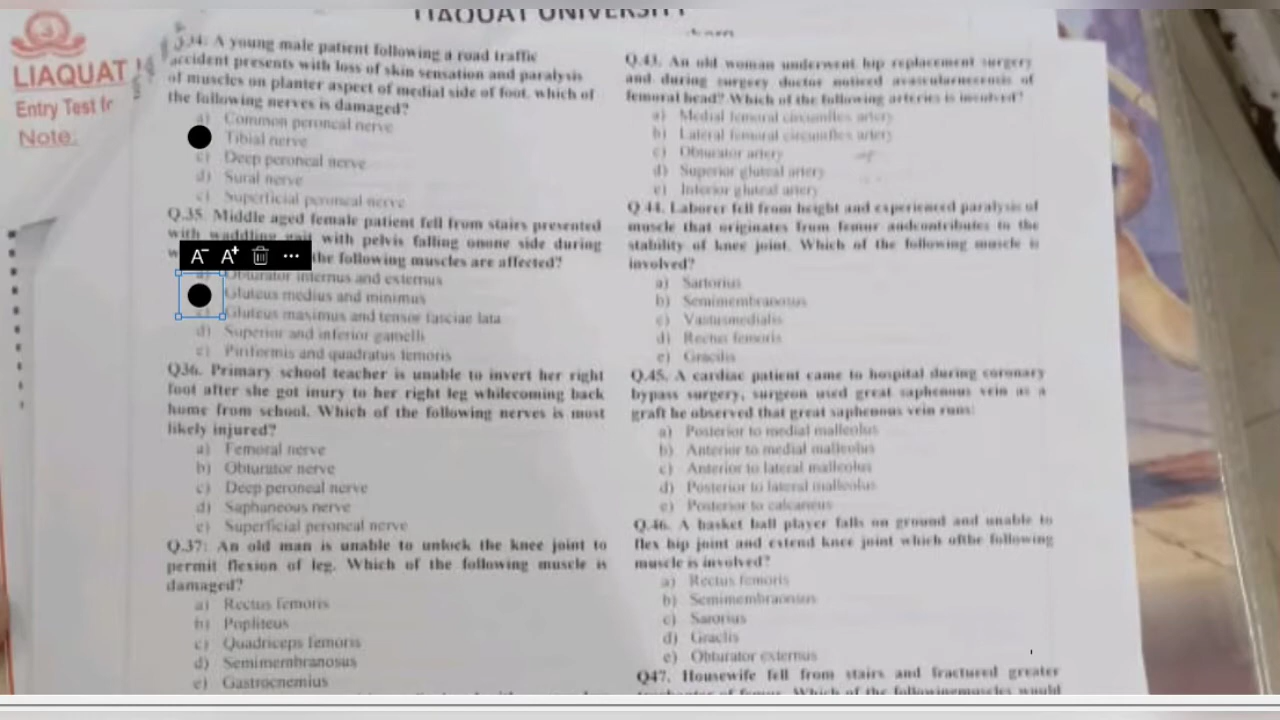 LIAQUAT UNIVERSITY
LIAQUAT
Entry Test fr
Note:
Q.34: A young male patient following a road traffic
accident presents with loss of skin sensation and paralysis
of muscles on planter aspect of medial side of foot. which of
the following nerves is damaged?
a) Common peroneal nerve
Tibial nerve
c) Deep peroneal nerve
d) Sural nerve
e) Superficial peroneal nerve
Q.35. Middle aged female patient fell from stairs presented
with waddling gait with pelvis falling onone side during
the following muscles are affected?
A- A+ ...
a) Obturator internus and externus
Gluteus medius and minimus
c) Gluteus maximus and tensor fasciae lata
d) Superior and inferior gamelli
e) Piriformis and quadratus femoris
Q36. Primary school teacher is unable to invert her right
foot after she got inury to her right leg whilecoming back
home from school. Which of the following nerves is most
likely injured?
a) Femoral nerve
b) Obturator nerve
c) Deep peroneal nerve
d) Saphaneous nerve
e) Superficial peroneal nerve
Q.37: An old man is unable to unlock the knee joint to
permit flexion of leg. Which of the following muscle is
damaged?
a) Rectus femoris
b) Popliteus
c) Quadriceps femoris
d) Semimembranosus
e) Gastrocnemius
Q.43. An old woman underwent hip replacement surgery
and during surgery doctor noticed avascularnecrosis of
femoral head? Which of the following arteries is involved?
a) Medial femoral circumflex artery
b) Lateral femoral circumflex artery
c) Obturator artery
d) Superior gluteal artery
e) Inferior gluteal artery
Q 44. Laborer fell from height and experienced paralysis of
muscle that originates from femur andcontributes to the
stability of knee joint. Which of the following muscle is
involved?
a) Sartorius
b) Semimembranosus
c) Vastusmedialis
d) Rectus femoris
e) Gracilis
Q.45. A cardiac patient came to hospital during coronary
bypass surgery, surgeon used great saphenous vein as a
graft he observed that great saphenous vein runs:
a) Posterior to medial malleolus
b) Anterior to medial malleolus
c) Anterior to lateral malleolus
d) Posterior to lateral malleolus
e) Posterior to calcaneus
Q.46. A basket ball player falls on ground and unable to
flex hip joint and extend knee joint which ofthe following
muscle is involved?
a) Rectus femoris
b) Semimembraonsus
c) Sarorius
d) Graclis
e) Obturator externus
Q47. Housewife fell from stairs and fractured greater
of femur. Which of the followingmuscles would